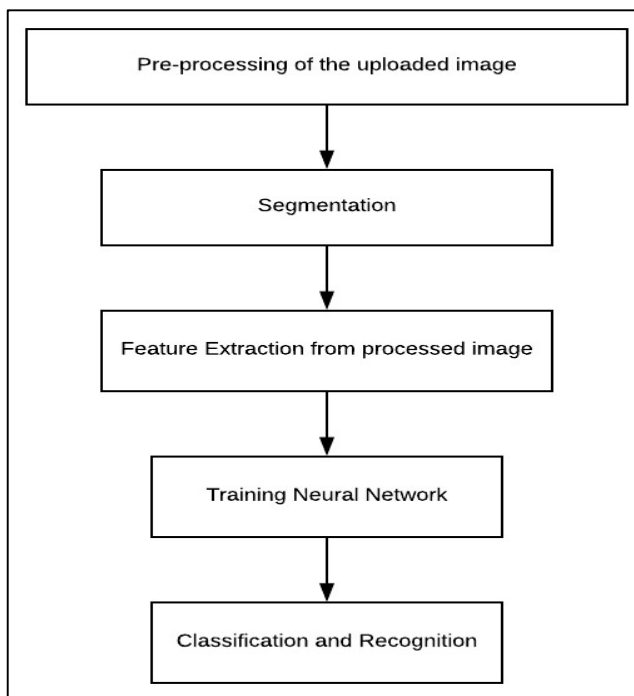 Pre-processing of the uploaded image
Segmentation
Feature Extraction from processed image
Training Neural Network
Classification and Recognition